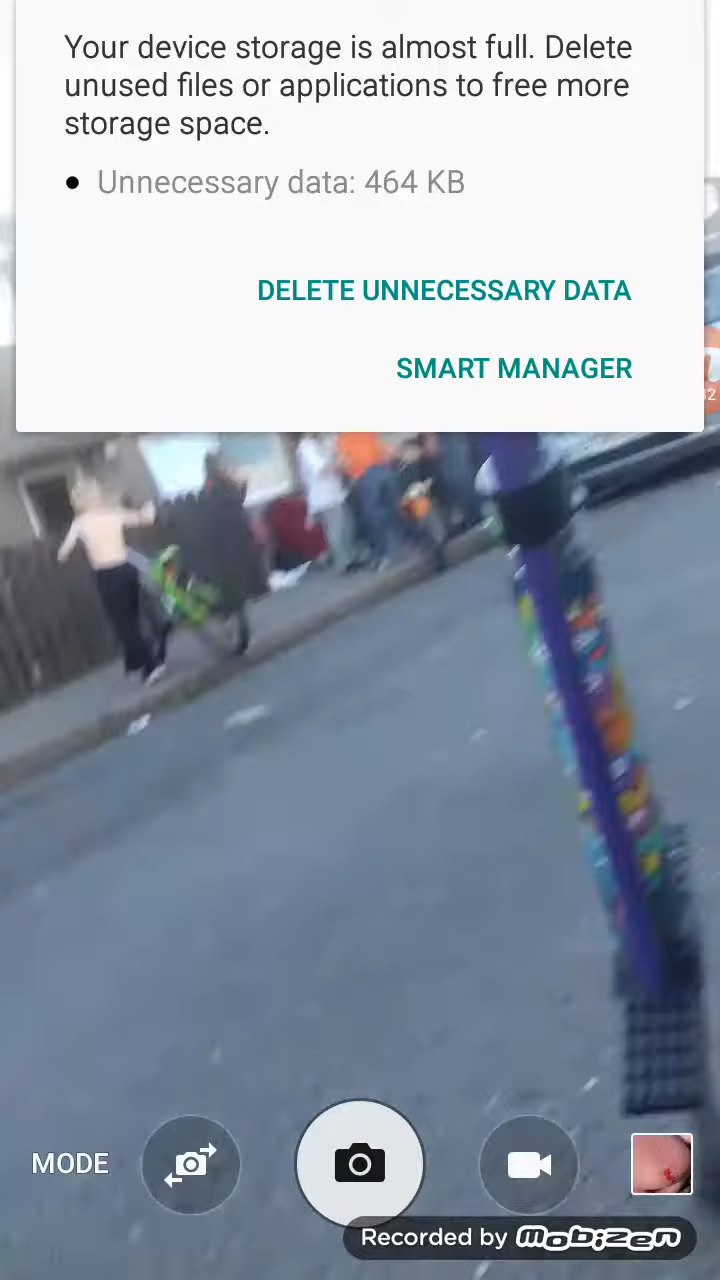 Your device storage is almost full. Delete
unused files or applications to free more
storage space.
Unnecessary data: 464 KB
DELETE UNNECESSARY DATA
SMART MANAGER
32
MODE
Recorded by mobizen